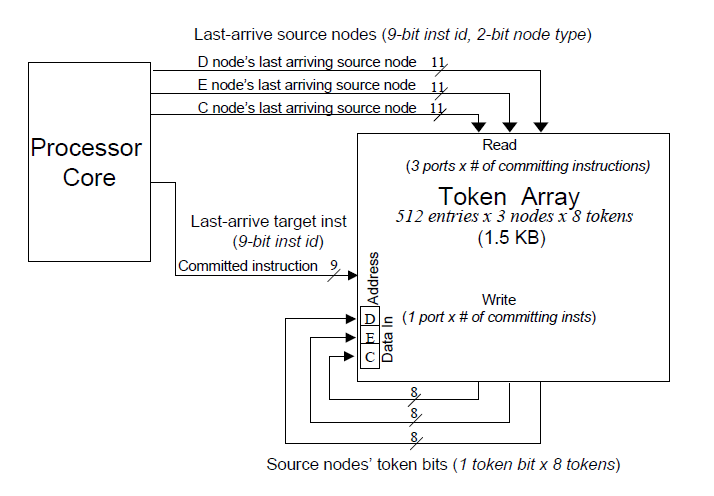 Last-arrive source nodes (9-bit inst id, 2-bit node type)
D node's last arriving source node 11
E node's last arriving source node 11
C node's last arriving source node 11
Processor
Core
Read
(3 ports x # of committing instructions)
Token Array
512 entries x 3 nodes x 8 tokens
(1.5 KB)
Last-arrive target inst
(9-bit inst id)
Committed instruction 9
Address
Write
(1 port x # of committing insts)
D
E
C
Data In
8
8
8
Source nodes' token bits (1 token bit x 8 tokens)